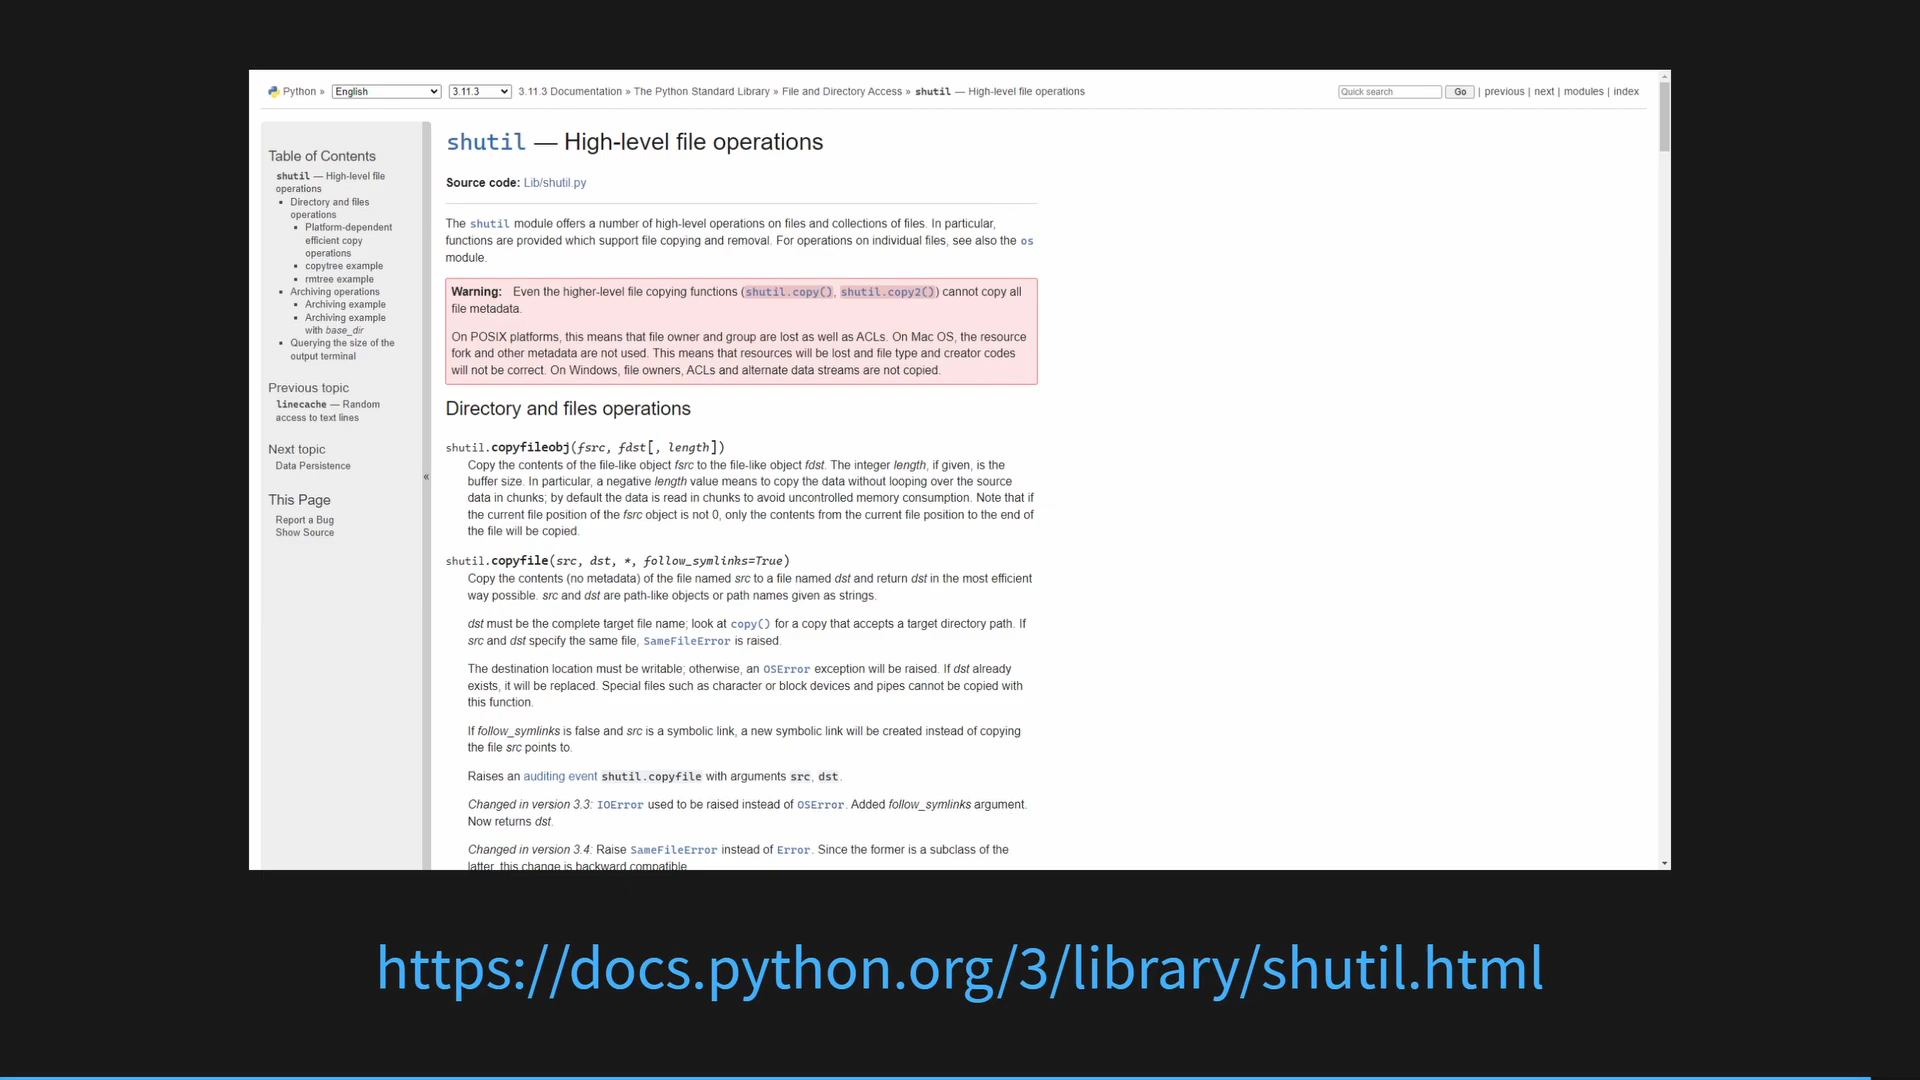 Python » English 3.11.3 3.11.3 Documentation » The Python Standard Library » File and Directory Access » shutil — High-level file operations Quick search Go | previous | next | modules | index
Table of Contents
shutil — High-level file
operations
Directory and files
operations
Platform-dependent
efficient copy
operations
copytree example
rmtree example
Archiving operations
Archiving example
Archiving example
with base_dir
Querying the size of the
output terminal
Previous topic
linecache — Random
access to text lines
Next topic
Data Persistence
This Page
Report a Bug
Show Source
«
shutil — High-level file operations
Source code: Lib/shutil.py
The shutil module offers a number of high-level operations on files and collections of files. In particular,
functions are provided which support file copying and removal. For operations on individual files, see also the os
module.
Warning: Even the higher-level file copying functions (shutil.copy(), shutil.copy2()) cannot copy all
file metadata.
On POSIX platforms, this means that file owner and group are lost as well as ACLs. On Mac OS, the resource
fork and other metadata are not used. This means that resources will be lost and file type and creator codes
will not be correct. On Windows, file owners, ACLs and alternate data streams are not copied.
Directory and files operations
shutil.copyfileobj(fsrc, fdst[, length])
Copy the contents of the file-like object fsrc to the file-like object fdst. The integer length, if given, is the
buffer size. In particular, a negative length value means to copy the data without looping over the source
data in chunks; by default the data is read in chunks to avoid uncontrolled memory consumption. Note that if
the current file position of the fsrc object is not 0, only the contents from the current file position to the end of
the file will be copied.
shutil.copyfile(src, dst, *, follow_symlinks=True)
Copy the contents (no metadata) of the file named src to a file named dst and return dst in the most efficient
way possible. src and dst are path-like objects or path names given as strings.
dst must be the complete target file name; look at copy() for a copy that accepts a target directory path. If
src and dst specify the same file, SameFileError is raised.
The destination location must be writable; otherwise, an OSError exception will be raised. If dst already
exists, it will be replaced. Special files such as character or block devices and pipes cannot be copied with
this function.
If follow_symlinks is false and src is a symbolic link, a new symbolic link will be created instead of copying
the file src points to.
Raises an auditing event shutil.copyfile with arguments src, dst.
Changed in version 3.3: IOError used to be raised instead of OSError. Added follow_symlinks argument.
Now returns dst.
Changed in version 3.4: Raise SameFileError instead of Error. Since the former is a subclass of the
latter, this change is backward compatible.
https://docs.python.org/3/library/shutil.html